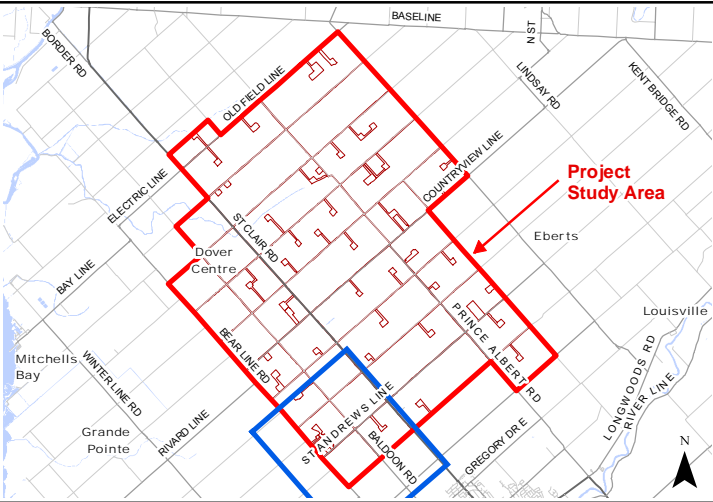 BASELINE
N ST
BORDER RD
LINDSAY RD
KENT BRIDGE RD
OLD FIELD LINE
COUNTRYVIEW LINE
Project
Study Area
ELECTRIC LINE
ST CLAIR RD
Eberts
Dover
Centre
BAY LINE
Louisville
PRINCE ALBERT RD
BEAR LINE RD
Mitchells
Bay
WINTER LINE RD
LONGWOODS RD
RIVER LINE
RIVARD LINE
ST ANDREWS LINE
Grande
Pointe
BALDOON RD
GREGORY DR E
N